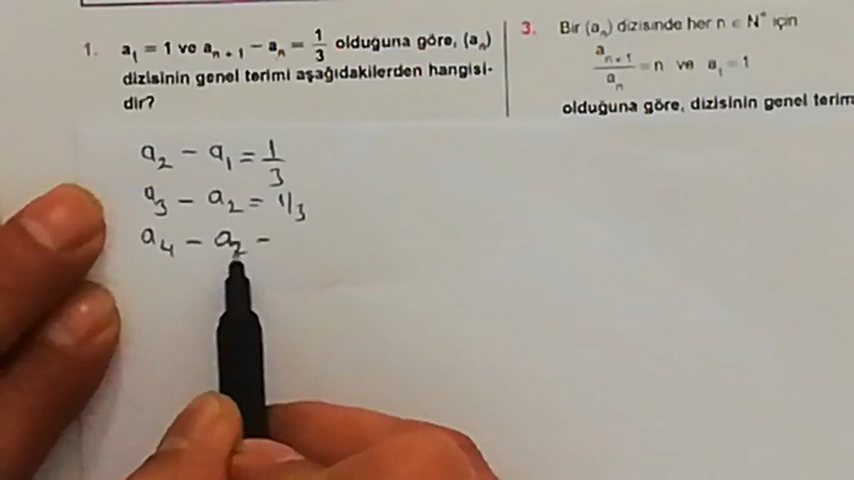 1. a₁ = 1 ve aₙ₊₁ − aₙ = 1/3 olduğuna göre, (aₙ)
dizisinin genel terimi aşağıdakilerden hangisi-
dir?
3. Bir (aₙ) dizisinde her n ∈ N⁺ için
aₙ₊₁/aₙ = n ve a₁ = 1
olduğuna göre, dizisinin genel terim
a₂ − a₁ = 1/3
a₃ − a₂ = 1/3
a₄ − a₂ =